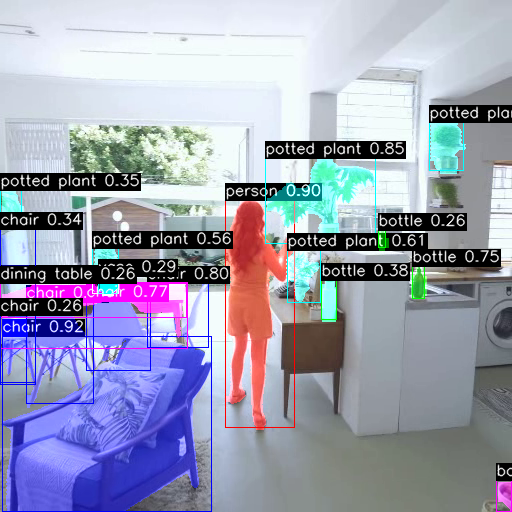 potted plan
potted plant 0.85
potted plant 0.35
person 0.90
chair 0.34
bottle 0.26
potted plant 0.56
potted plant 0.61
bottle 0.75
dining table 0.26
0.29
0.80
bottle 0.38
chair 0.77
chair 0.26
chair 0.92
bo